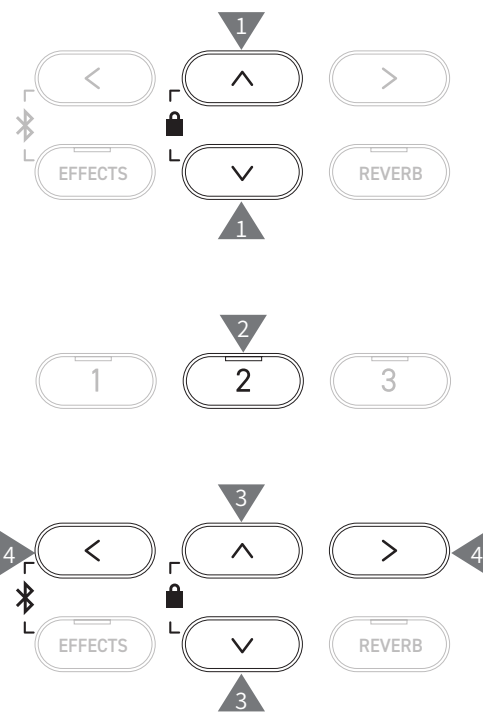 1
< ∧ >
EFFECTS ∨ REVERB
1
2
1 2 3
3
4 < ∧ > 4
EFFECTS ∨ REVERB
3